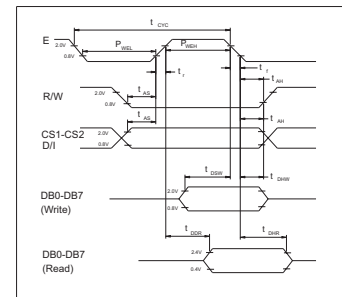 t CYC
E
2.0V
0.8V
P WEL
P WEH
t r
t f
t AH
R/W
2.0V
0.8V
t AS
t AS
t AH
CS1-CS2
D/I
2.0V
0.8V
t DSW
t DHW
DB0-DB7
(Write)
2.0V
0.8V
t DDR
t DHR
DB0-DB7
(Read)
2.4V
0.4V